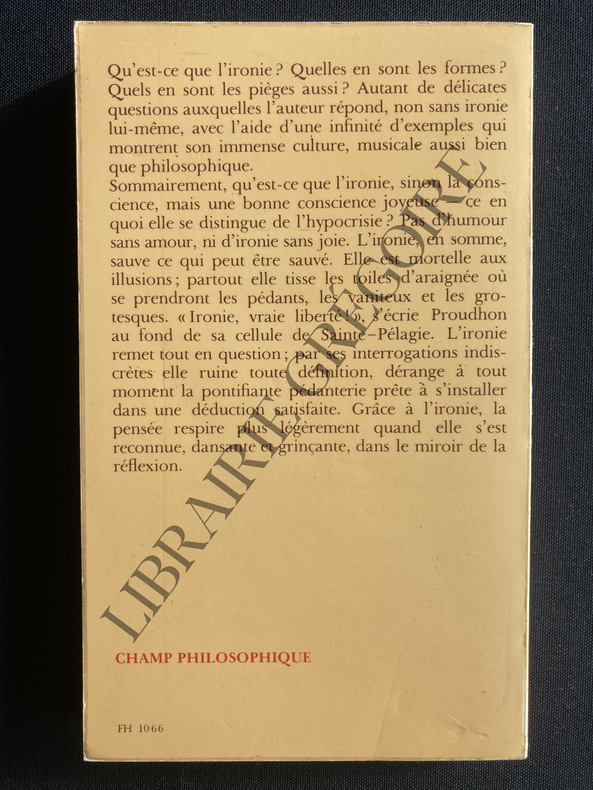 Qu'est-ce que l'ironie ? Quelles en sont les formes ?
Quels en sont les pièges aussi ? Autant de délicates
questions auxquelles l'auteur répond, non sans ironie
lui-même, avec l'aide d'une infinité d'exemples qui
montrent son immense culture, musicale aussi bien
que philosophique.
Sommairement, qu'est-ce que l'ironie, sinon la cons-
cience, mais une bonne conscience joyeuse – ce en
quoi elle se distingue de l'hypocrisie ? Pas d'humour
sans amour, ni d'ironie sans joie. L'ironie, en somme,
sauve ce qui peut être sauvé. Elle est mortelle aux
illusions ; partout elle tisse les toiles d'araignée où
se prendront les pédants, les vaniteux et les gro-
tesques. « Ironie, vraie liberté ! », s'écrie Proudhon
au fond de sa cellule de Sainte–Pélagie. L'ironie
remet tout en question ; par ses interrogations indis-
crètes elle ruine toute définition, dérange à tout
moment la pontifiante pédanterie prête à s'installer
dans une déduction satisfaite. Grâce à l'ironie, la
pensée respire plus légèrement quand elle s'est
reconnue, dansante et grinçante, dans le miroir de la
réflexion.
LIBRAIRIE GRÉGOIRE
CHAMP PHILOSOPHIQUE
FH 1066